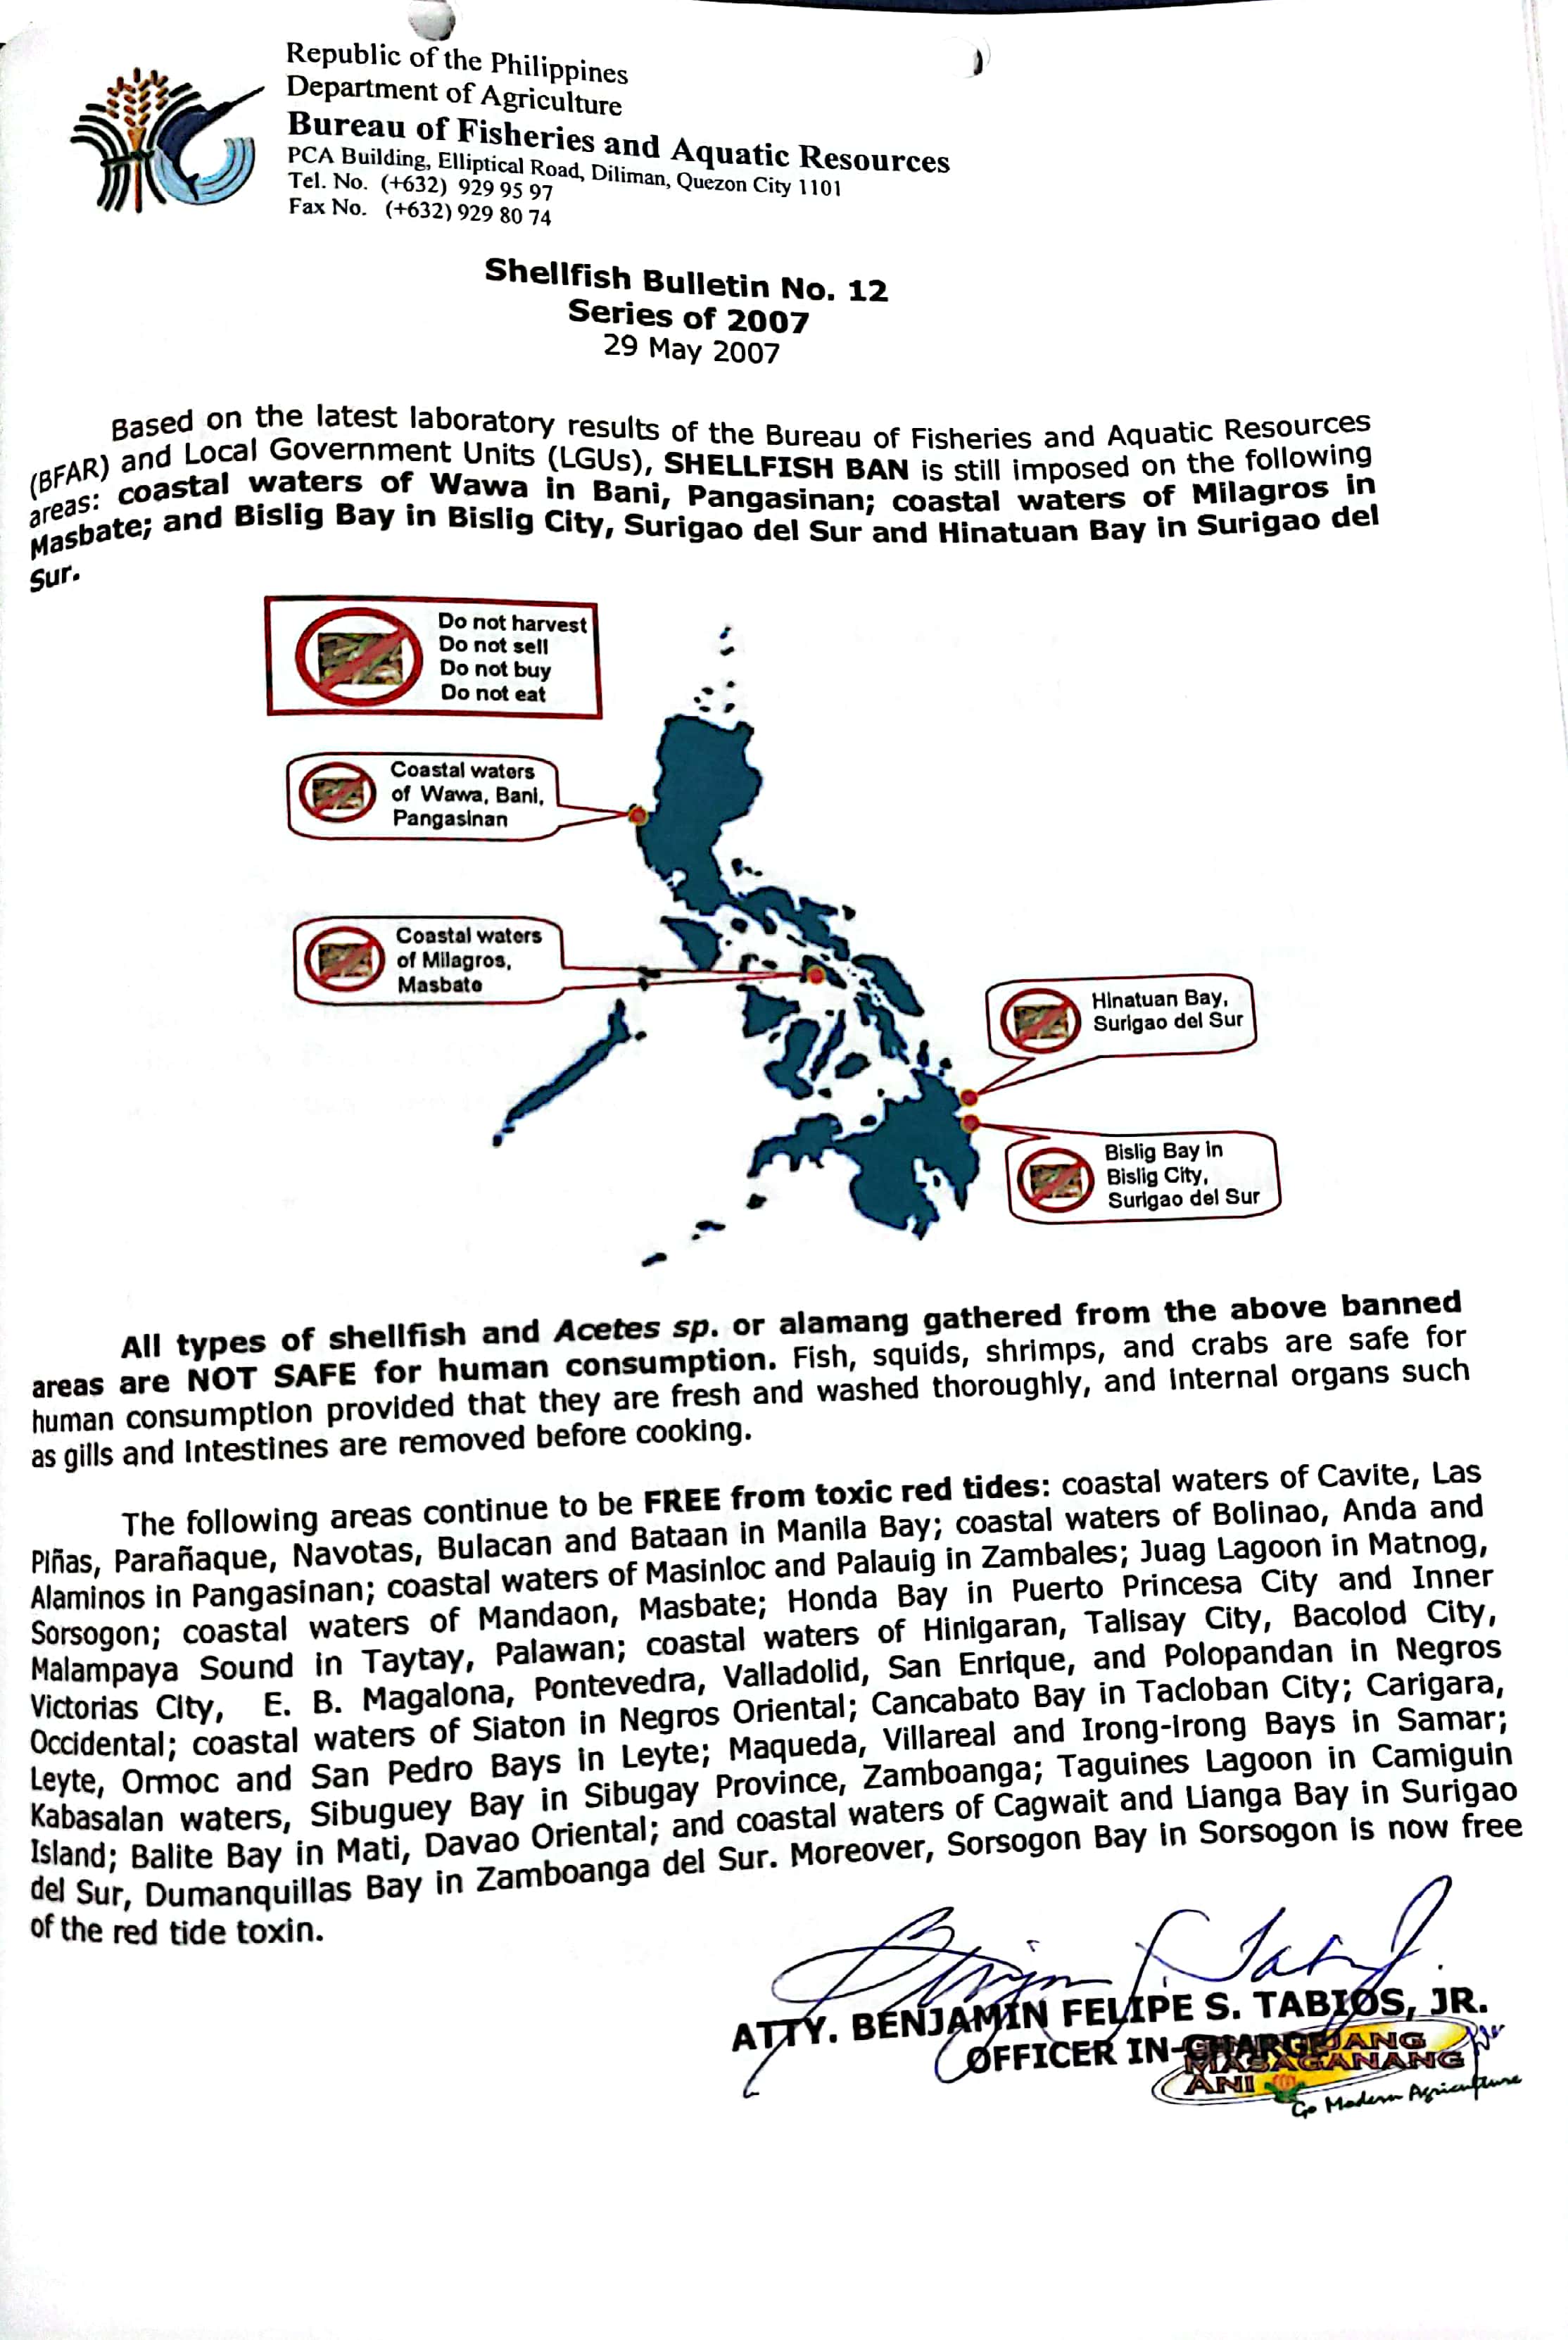 Republic of the Philippines
Department of Agriculture
Bureau of Fisheries and Aquatic Resources
PCA Building, Elliptical Road, Diliman, Quezon City 1101
Tel. No. (+632) 929 95 97
Fax No. (+632) 929 80 74
Shellfish Bulletin No. 12
Series of 2007
29 May 2007
Based on the latest laboratory results of the Bureau of Fisheries and Aquatic Resources
(BFAR) and Local Government Units (LGUs), SHELLFISH BAN is still imposed on the following
areas: coastal waters of Wawa in Bani, Pangasinan; coastal waters of Milagros in
Masbate; and Bislig Bay in Bislig City, Surigao del Sur and Hinatuan Bay in Surigao del
Sur.
Do not harvest
Do not sell
Do not buy
Do not eat
Coastal waters
of Wawa, Bani,
Pangasinan
Coastal waters
of Milagros,
Masbate
Hinatuan Bay,
Surigao del Sur
Bislig Bay in
Bislig City,
Surigao del Sur
All types of shellfish and Acetes sp. or alamang gathered from the above banned
areas are NOT SAFE for human consumption. Fish, squids, shrimps, and crabs are safe for
human consumption provided that they are fresh and washed thoroughly, and internal organs such
as gills and intestines are removed before cooking.
The following areas continue to be FREE from toxic red tides: coastal waters of Cavite, Las
Piñas, Parañaque, Navotas, Bulacan and Bataan in Manila Bay; coastal waters of Bolinao, Anda and
Alaminos in Pangasinan; coastal waters of Masinloc and Palauig in Zambales; Juag Lagoon in Matnog,
Sorsogon; coastal waters of Mandaon, Masbate; Honda Bay in Puerto Princesa City and Inner
Malampaya Sound in Taytay, Palawan; coastal waters of Hinigaran, Talisay City, Bacolod City,
Victorias City, E. B. Magalona, Pontevedra, Valladolid, San Enrique, and Polopandan in Negros
Occidental; coastal waters of Siaton in Negros Oriental; Cancabato Bay in Tacloban City; Carigara,
Leyte, Ormoc and San Pedro Bays in Leyte; Maqueda, Villareal and Irong-irong Bays in Samar;
Kabasalan waters, Sibuguey Bay in Sibugay Province, Zamboanga; Taguines Lagoon in Camiguin
Island; Balite Bay in Mati, Davao Oriental; and coastal waters of Cagwait and Lianga Bay in Surigao
del Sur, Dumanquillas Bay in Zamboanga del Sur. Moreover, Sorsogon Bay in Sorsogon is now free
of the red tide toxin.
ATTY. BENJAMIN FELIPE S. TABIOS, JR.
OFFICER IN-CHARGE
MASAGANANG
ANI
Go Modern Agriculture